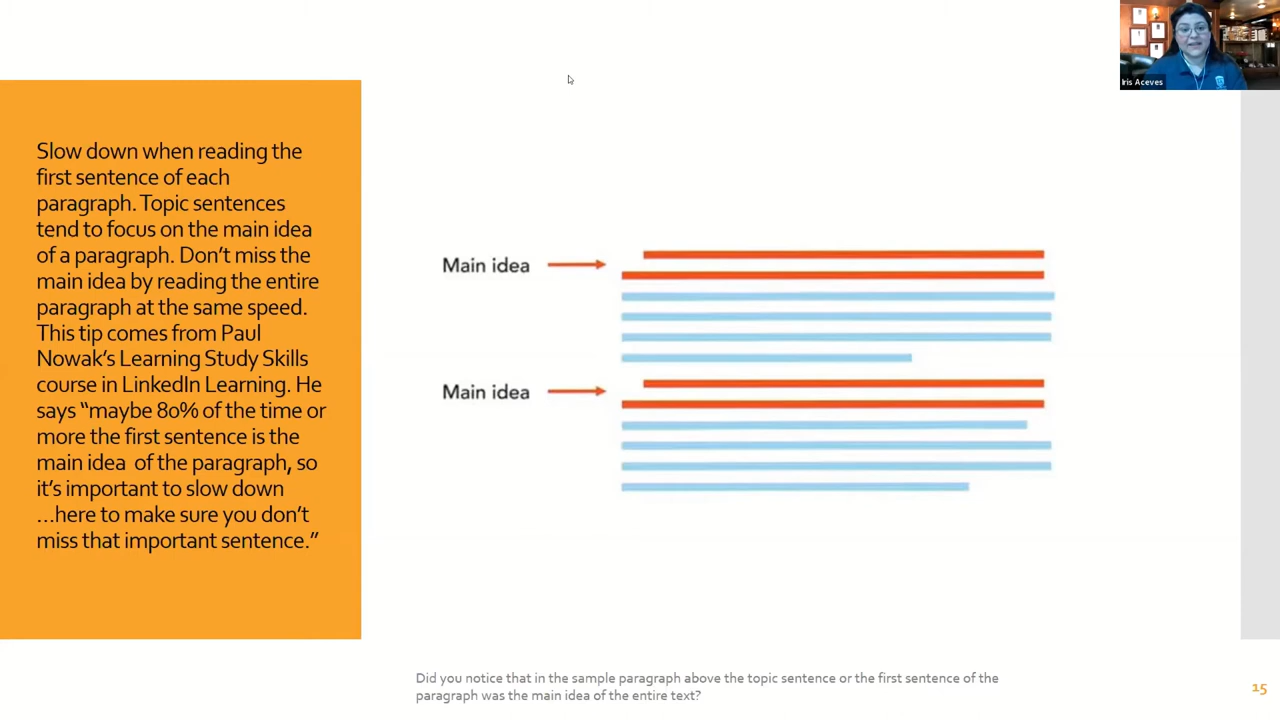 Iris Aceves
Slow down when reading the
first sentence of each
paragraph. Topic sentences
tend to focus on the main idea
of a paragraph. Don't miss the
main idea by reading the entire
paragraph at the same speed.
This tip comes from Paul
Nowak's Learning Study Skills
course in LinkedIn Learning. He
says “maybe 80% of the time or
more the first sentence is the
main idea of the paragraph, so
it's important to slow down
...here to make sure you don't
miss that important sentence.”
Main idea
Main idea
Did you notice that in the sample paragraph above the topic sentence or the first sentence of the
paragraph was the main idea of the entire text?
15